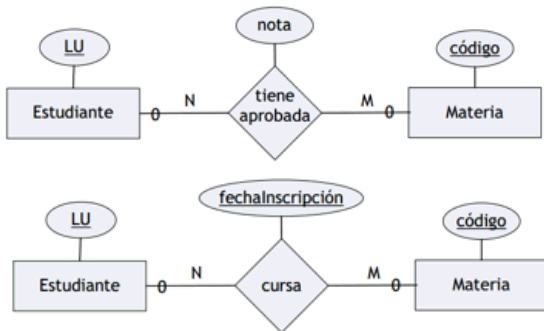 nota
LU
código
Estudiante
0
N
tiene
aprobada
M
0
Materia
fechaInscripción
LU
código
Estudiante
0
N
cursa
M
0
Materia